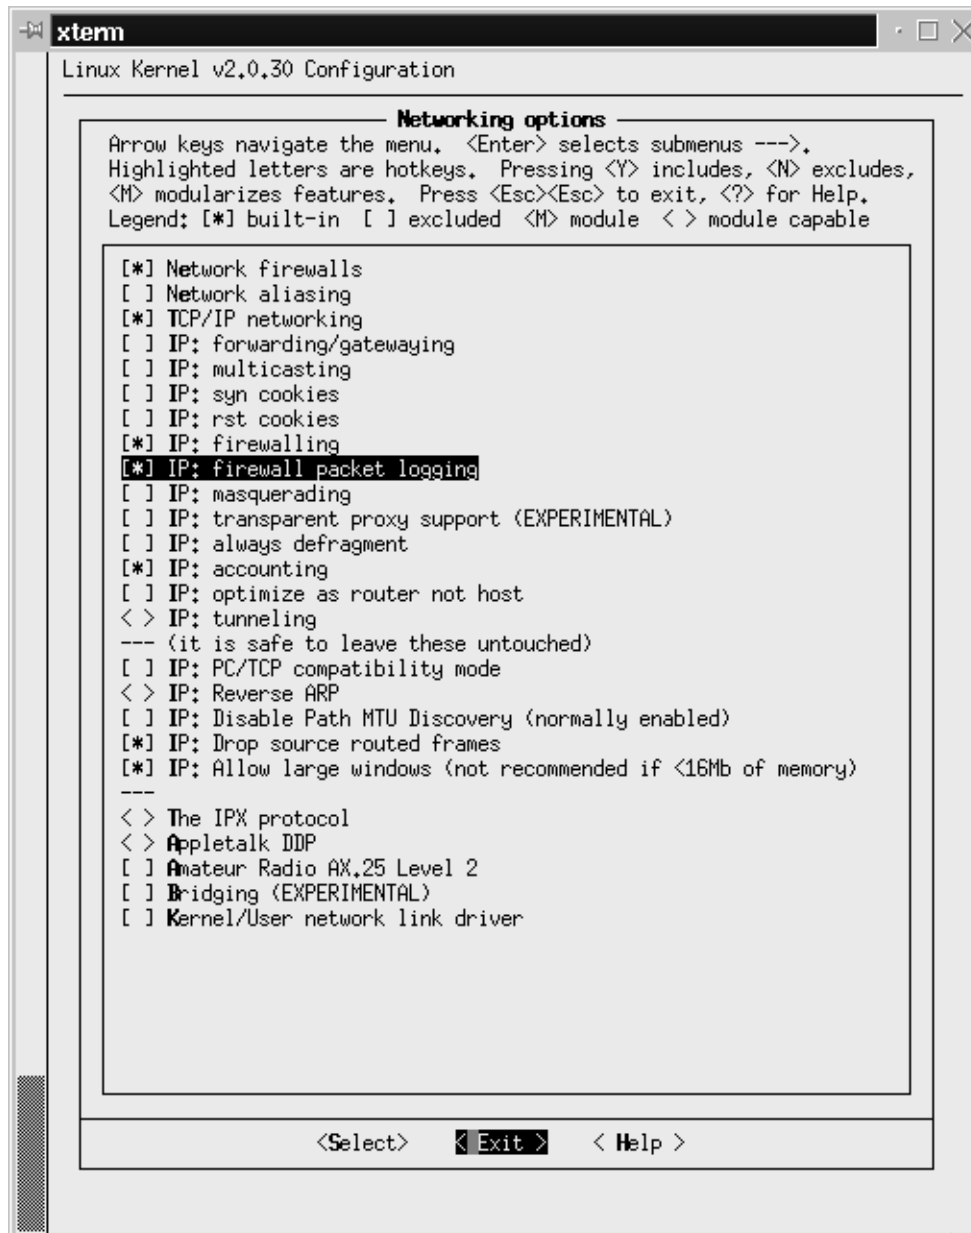 xterm
Linux Kernel v2.0.30 Configuration
Networking options
Arrow keys navigate the menu. <Enter> selects submenus --->.
Highlighted letters are hotkeys. Pressing <Y> includes, <N> excludes,
<M> modularizes features. Press <Esc><Esc> to exit, <?> for Help.
Legend: [*] built-in [ ] excluded <M> module < > module capable
[*] Network firewalls
[ ] Network aliasing
[*] TCP/IP networking
[ ] IP: forwarding/gatewaying
[ ] IP: multicasting
[ ] IP: syn cookies
[ ] IP: rst cookies
[*] IP: firewalling
[*] IP: firewall packet logging
[ ] IP: masquerading
[ ] IP: transparent proxy support (EXPERIMENTAL)
[ ] IP: always defragment
[*] IP: accounting
[ ] IP: optimize as router not host
< > IP: tunneling
--- (it is safe to leave these untouched)
[ ] IP: PC/TCP compatibility mode
< > IP: Reverse ARP
[ ] IP: Disable Path MTU Discovery (normally enabled)
[*] IP: Drop source routed frames
[*] IP: Allow large windows (not recommended if <16Mb of memory)
---
< > The IPX protocol
< > Appletalk DDP
[ ] Amateur Radio AX.25 Level 2
[ ] Bridging (EXPERIMENTAL)
[ ] Kernel/User network link driver
<Select> < Exit > < Help >